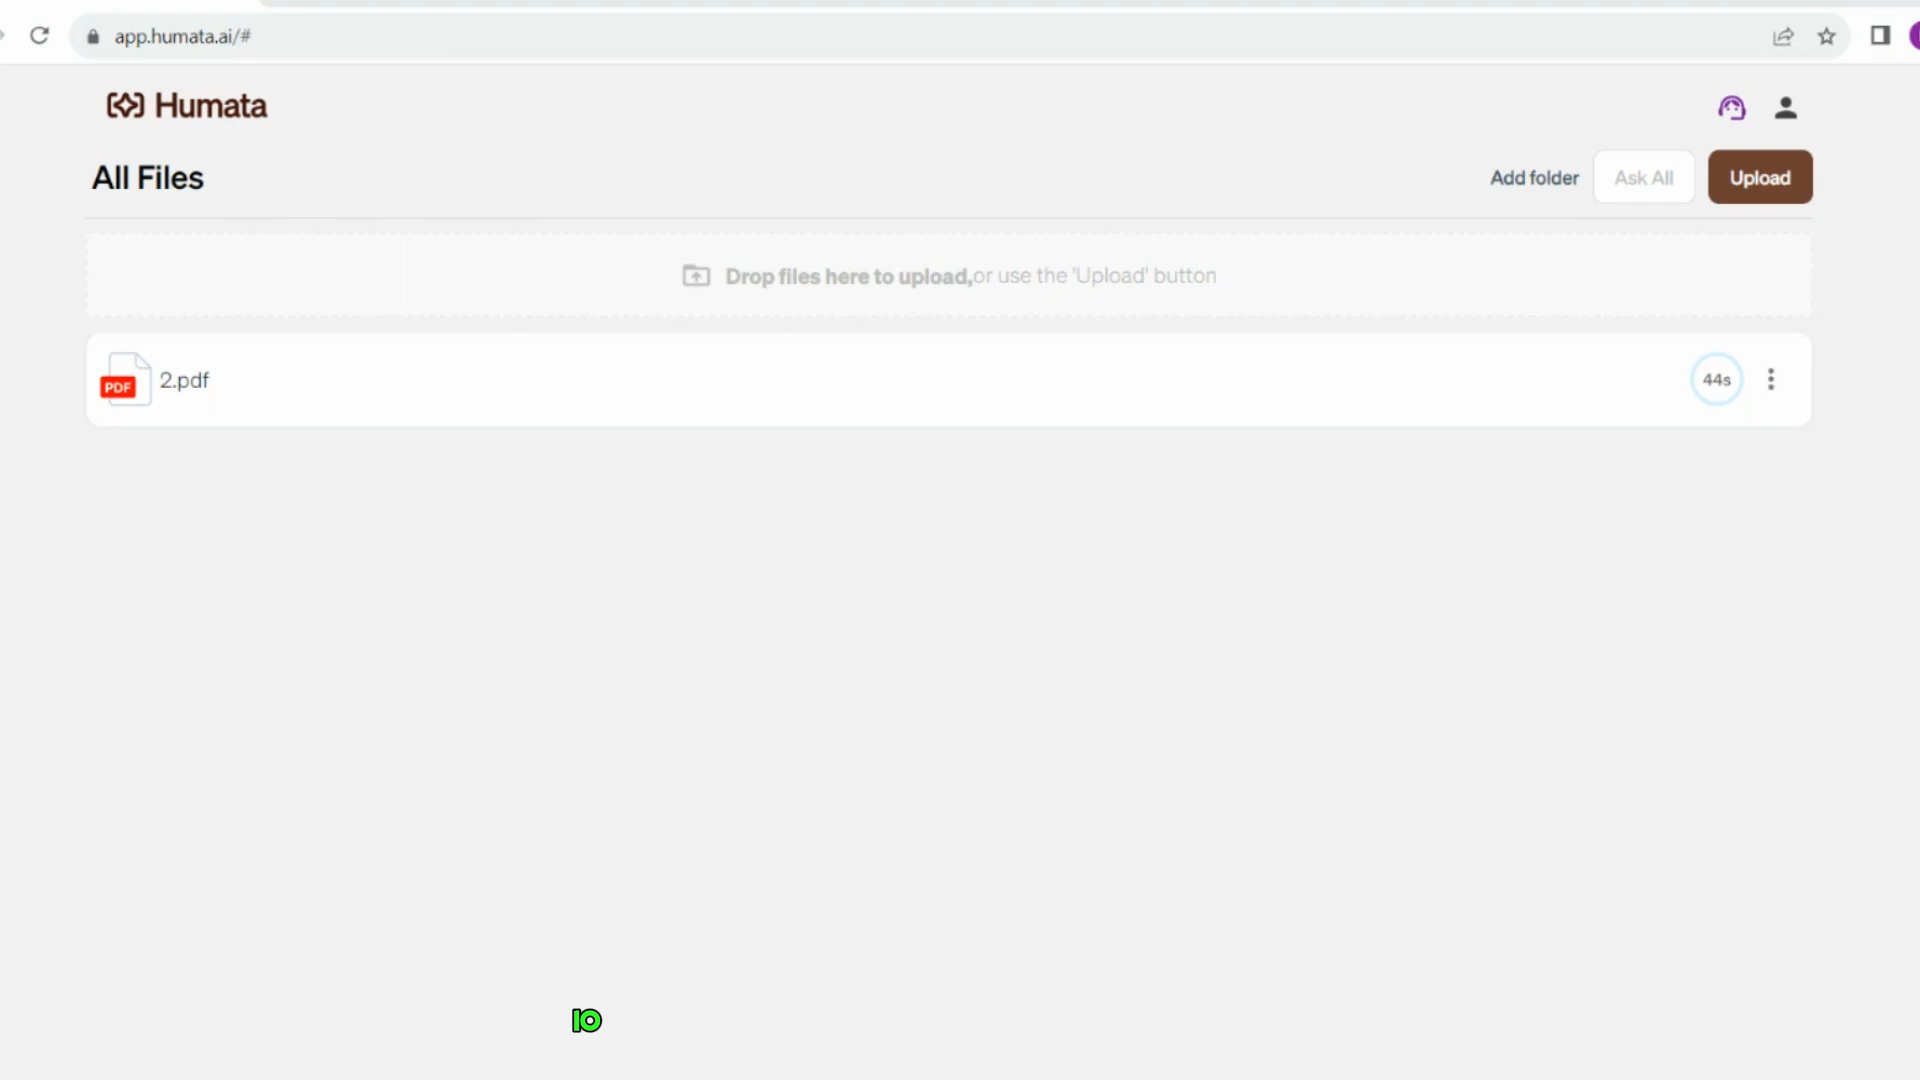 app.humata.ai/#
Humata
All Files
Add folder
Ask All
Upload
Drop files here to upload,or use the 'Upload' button
PDF
2.pdf
44s